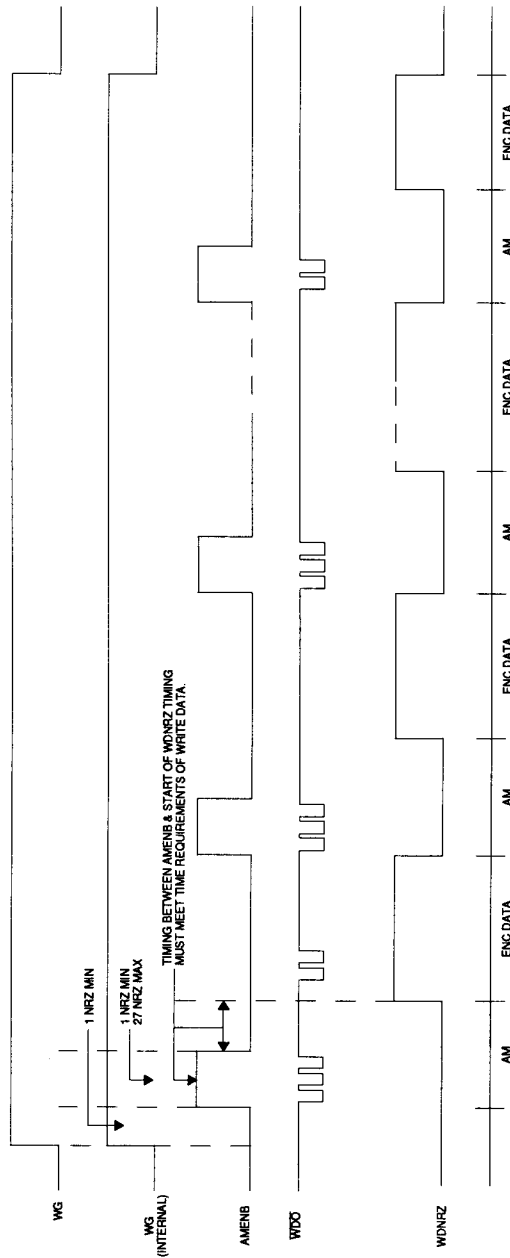 WG
WG
(INTERNAL)
AMENB
WDO
WDNRZ
1 NRZ MIN
1 NRZ MIN
27 NRZ MAX
TIMING BETWEEN AMENB & START OF WDNRZ TIMING
MUST MEET TIME REQUIREMENTS OF WRITE DATA.
AM
ENC DATA
AM
ENC DATA
AM
ENC DATA
AM
ENC DATA